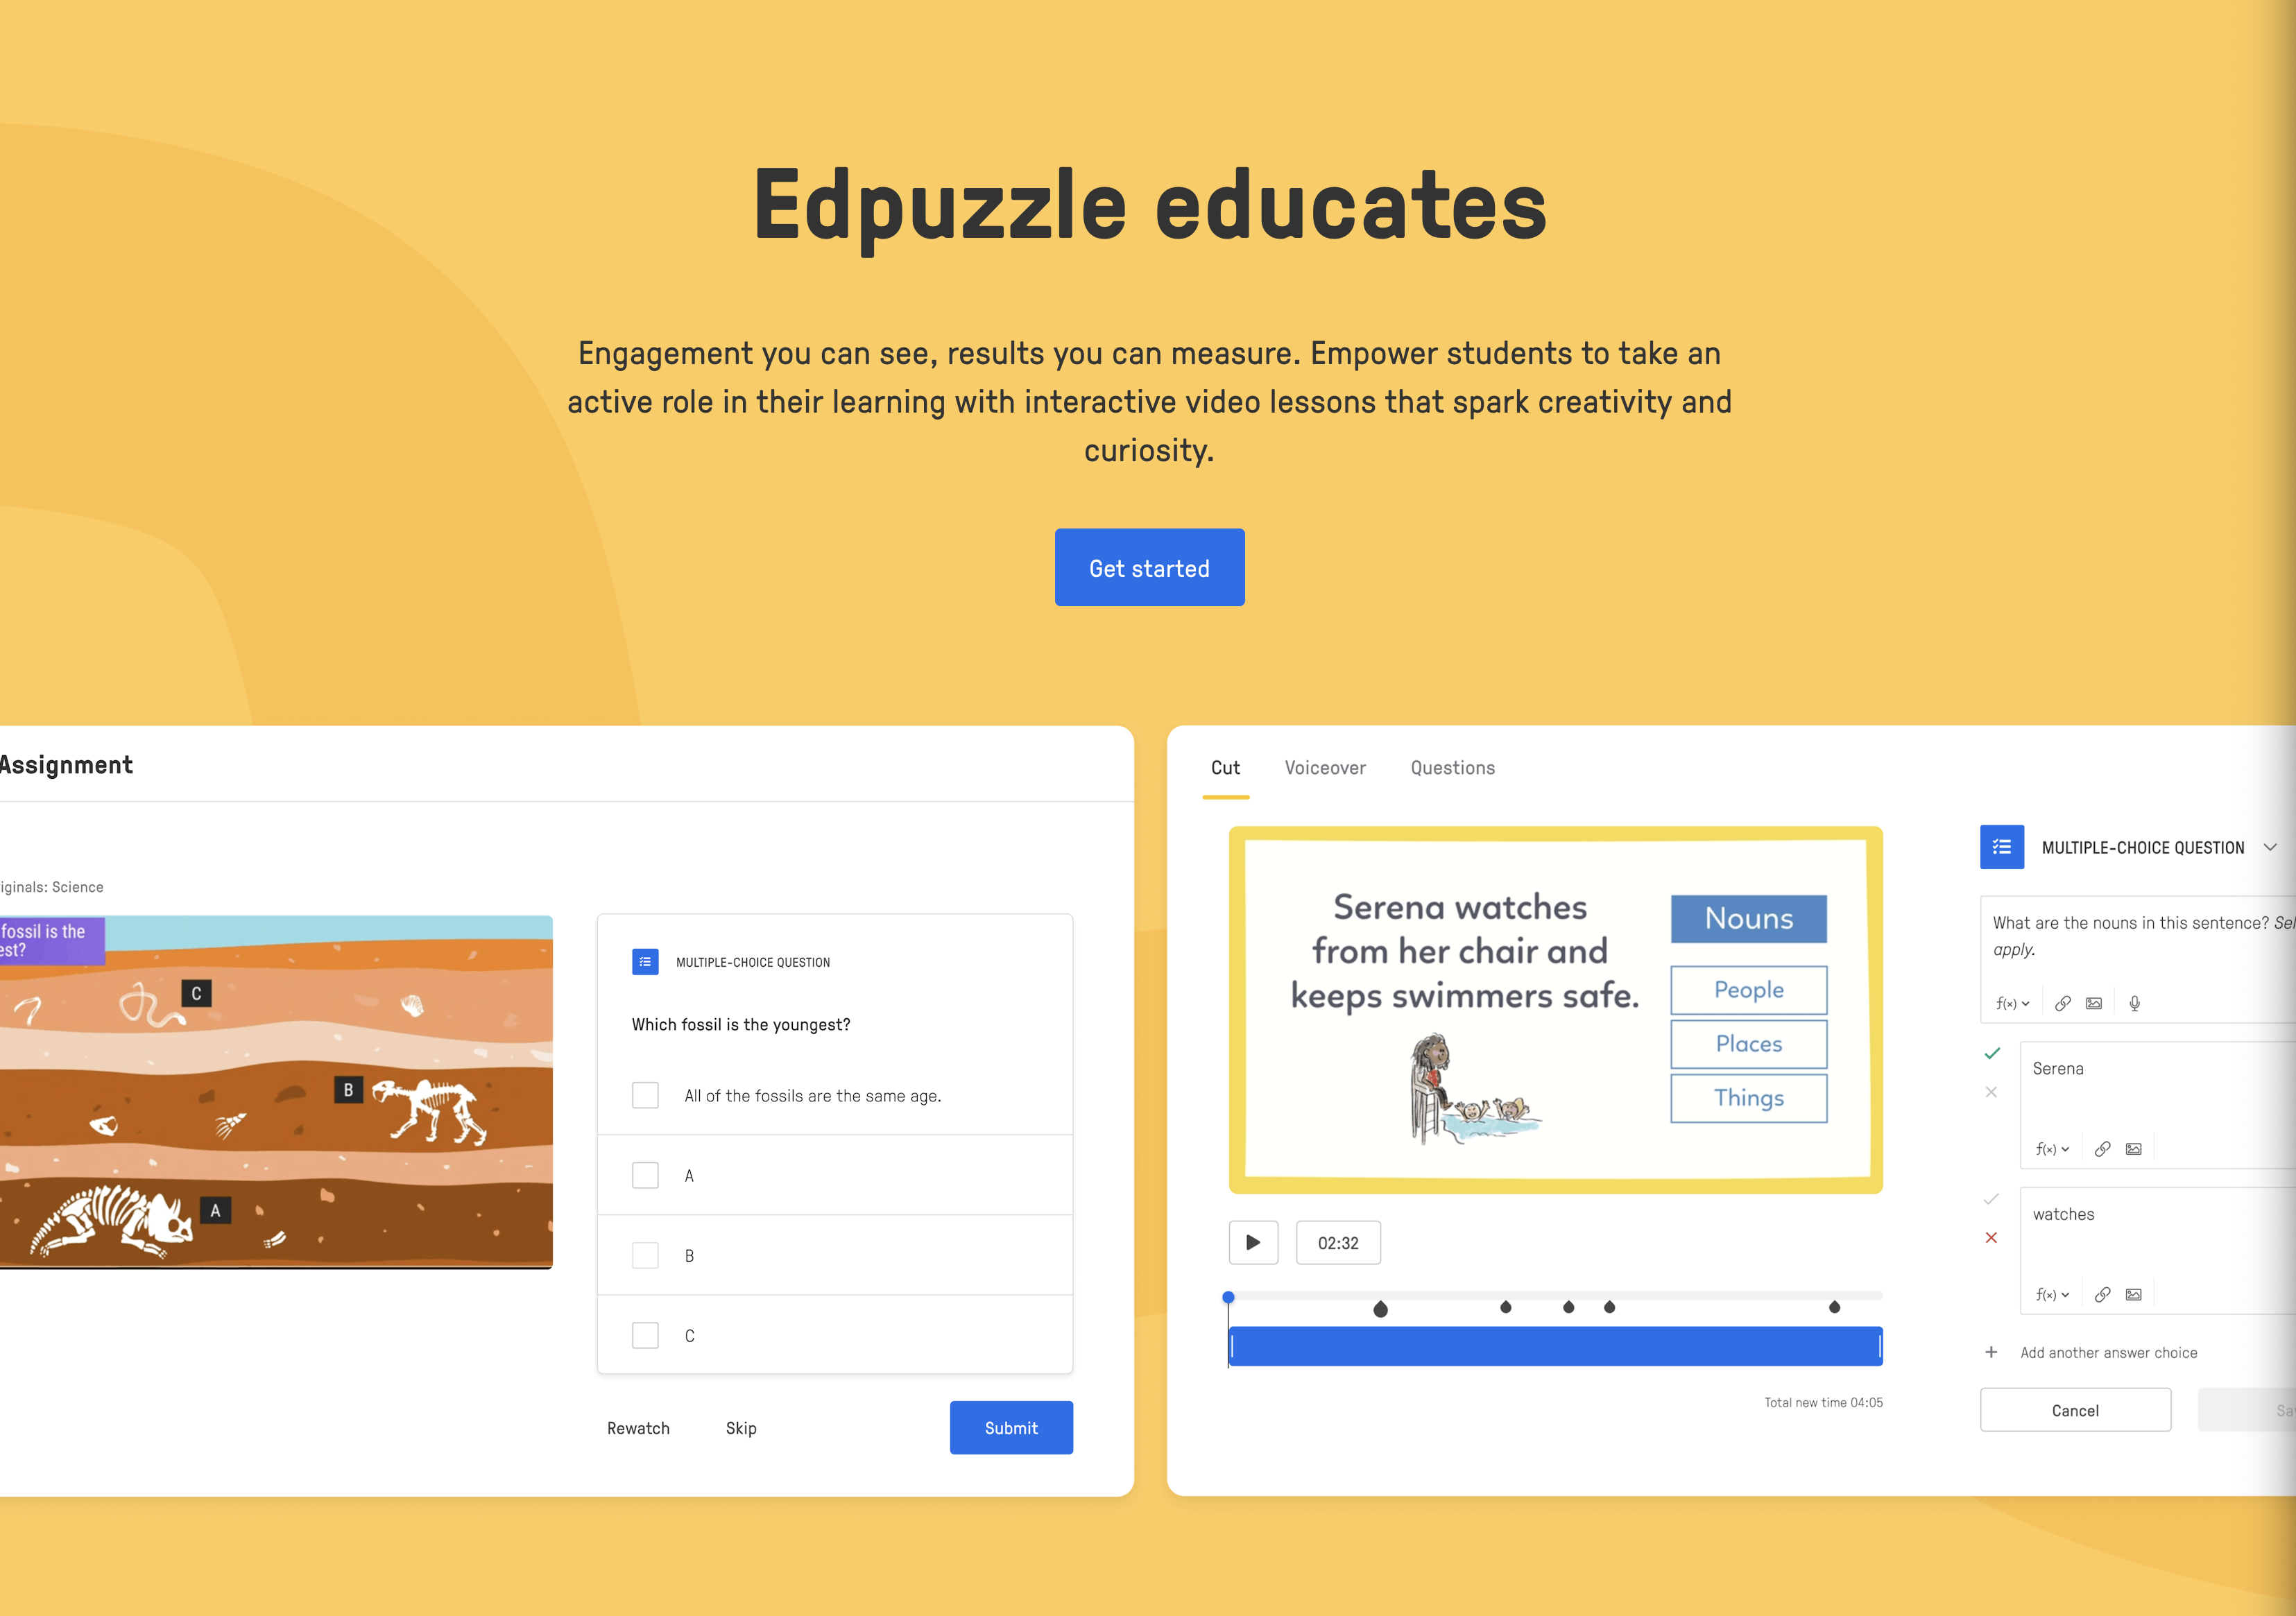 Edpuzzle educates
Engagement you can see, results you can measure. Empower students to take an
active role in their learning with interactive video lessons that spark creativity and
curiosity.
Get started
Assignment
Science
fossil is the
MULTIPLE-CHOICE QUESTION
Which fossil is the youngest?
All of the fossils are the same age.
A
B
C
C
B
A
Rewatch
Skip
Submit
Cut
Voiceover
Questions
Serena watches
from her chair and
keeps swimmers safe.
Nouns
People
Places
Things
02:32
Total new time 04:05
MULTIPLE-CHOICE QUESTION
What are the nouns in this sentence?
apply.
f(x)
Serena
f(x)
watches
f(x)
+ Add another answer choice
Cancel